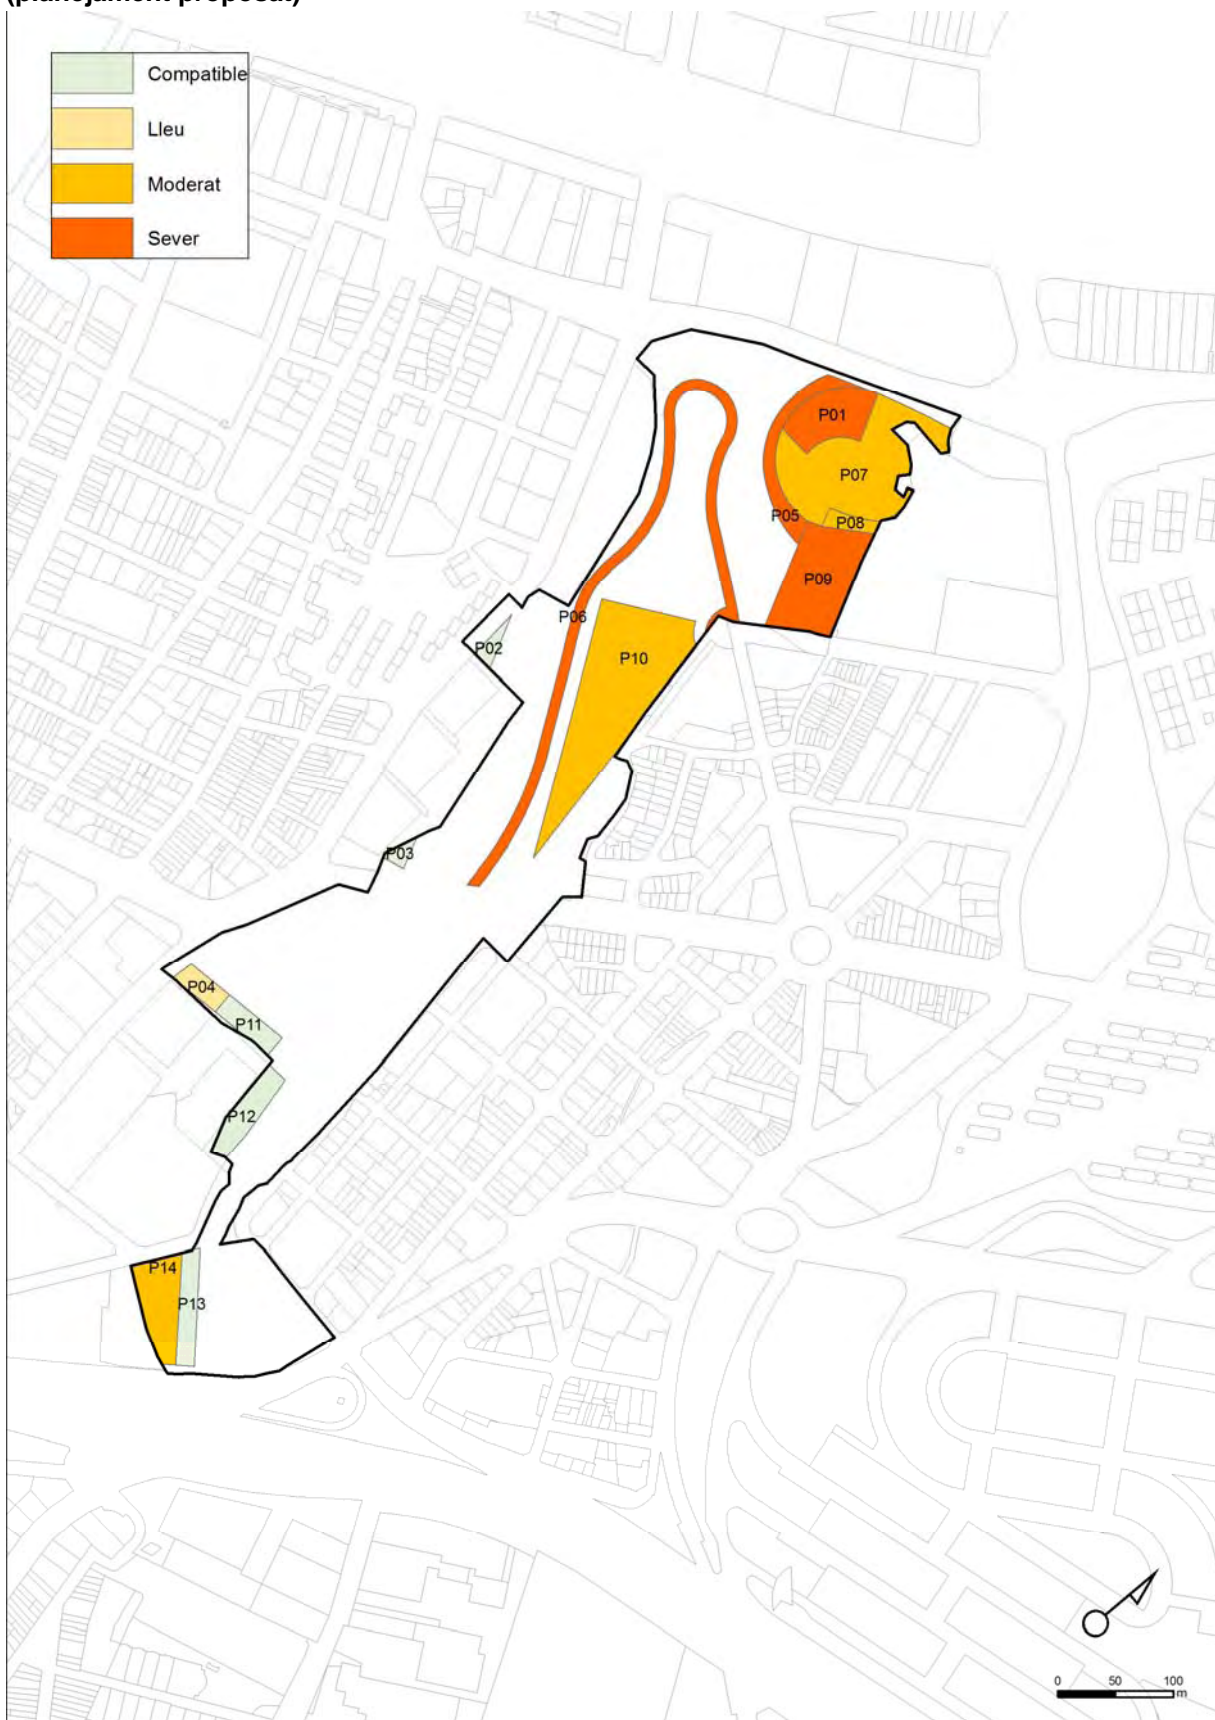 (planejament proposat)
Compatible
Lleu
Moderat
Sever
P01
P07
P05
P08
P09
P06
P02
P10
P03
P04
P11
P12
P14
P13
0 50 100
m